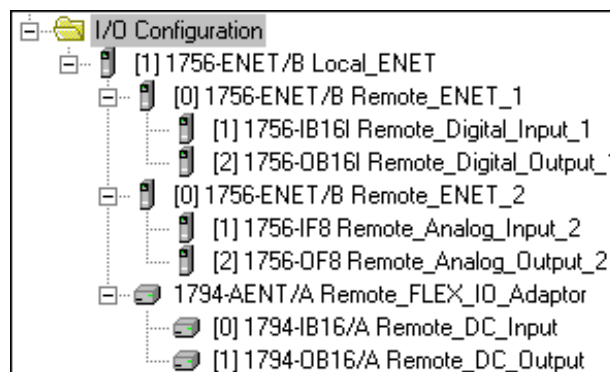 I/O Configuration
[1] 1756-ENET/B Local_ENET
[0] 1756-ENET/B Remote_ENET_1
[1] 1756-IB16I Remote_Digital_Input_1
[2] 1756-OB16I Remote_Digital_Output_1
[0] 1756-ENET/B Remote_ENET_2
[1] 1756-IF8 Remote_Analog_Input_2
[2] 1756-OF8 Remote_Analog_Output_2
1794-AENT/A Remote_FLEX_IO_Adaptor
[0] 1794-IB16/A Remote_DC_Input
[1] 1794-OB16/A Remote_DC_Output